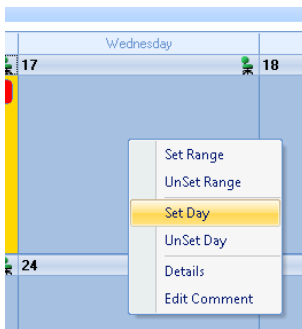 Wednesday
17
18
Set Range
UnSet Range
Set Day
UnSet Day
24
Details
Edit Comment